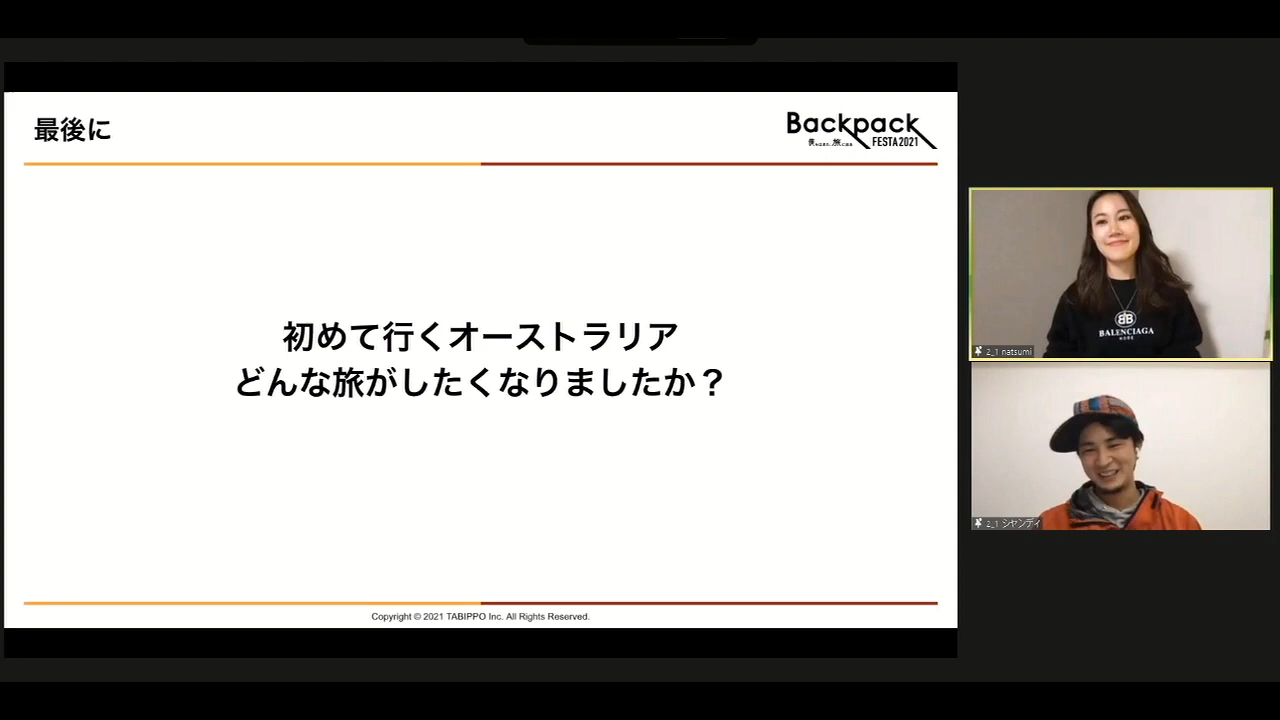 最後に
Backpack
FESTA2021
初めて行くオーストラリア
どんな旅がしたくなりましたか？
Copyright © 2021 TABIPPO Inc. All Rights Reserved.
BALENCIAGA
2_1 natsumi
2_1 シャンディ